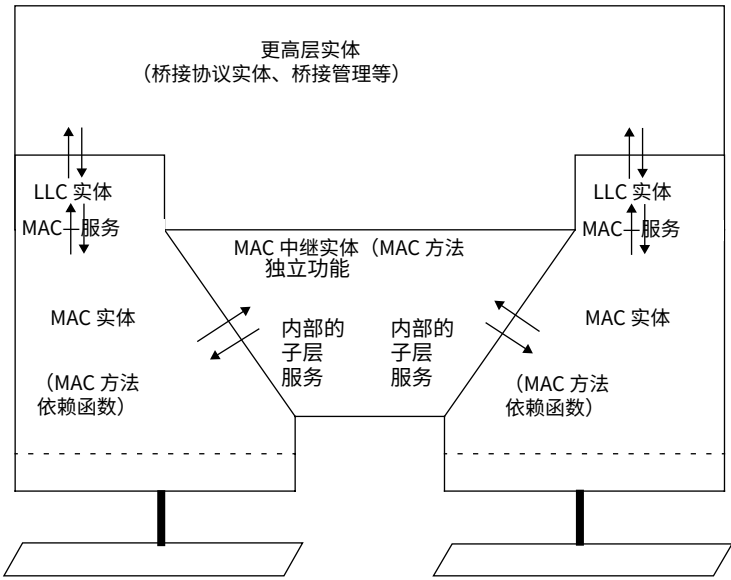 更高层实体
（桥接协议实体、桥接管理等）
LLC 实体
MAC 服务
LLC 实体
MAC 服务
MAC 中继实体（MAC 方法
独立功能
MAC 实体
内部的
子层
服务
内部的
子层
服务
MAC 实体
（MAC 方法
依赖函数）
（MAC 方法
依赖函数）